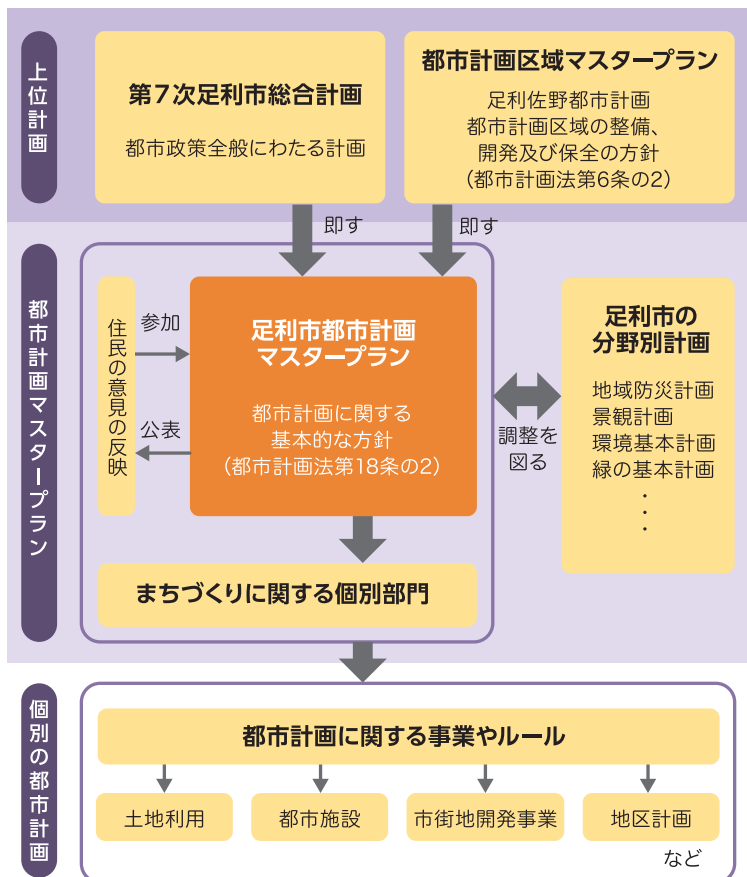 上位計画
第7次足利市総合計画
都市政策全般にわたる計画
都市計画区域マスタープラン
足利佐野都市計画
都市計画区域の整備、
開発及び保全の方針
（都市計画法第6条の2）
即す
即す
都市計画マスタープラン
住民の意見の反映
参加
公表
足利市都市計画
マスタープラン
都市計画に関する
基本的な方針
（都市計画法第18条の2）
調整を
図る
足利市の
分野別計画
地域防災計画
景観計画
環境基本計画
緑の基本計画
・
・
・
まちづくりに関する個別部門
個別の都市計画
都市計画に関する事業やルール
土地利用
都市施設
市街地開発事業
地区計画
など